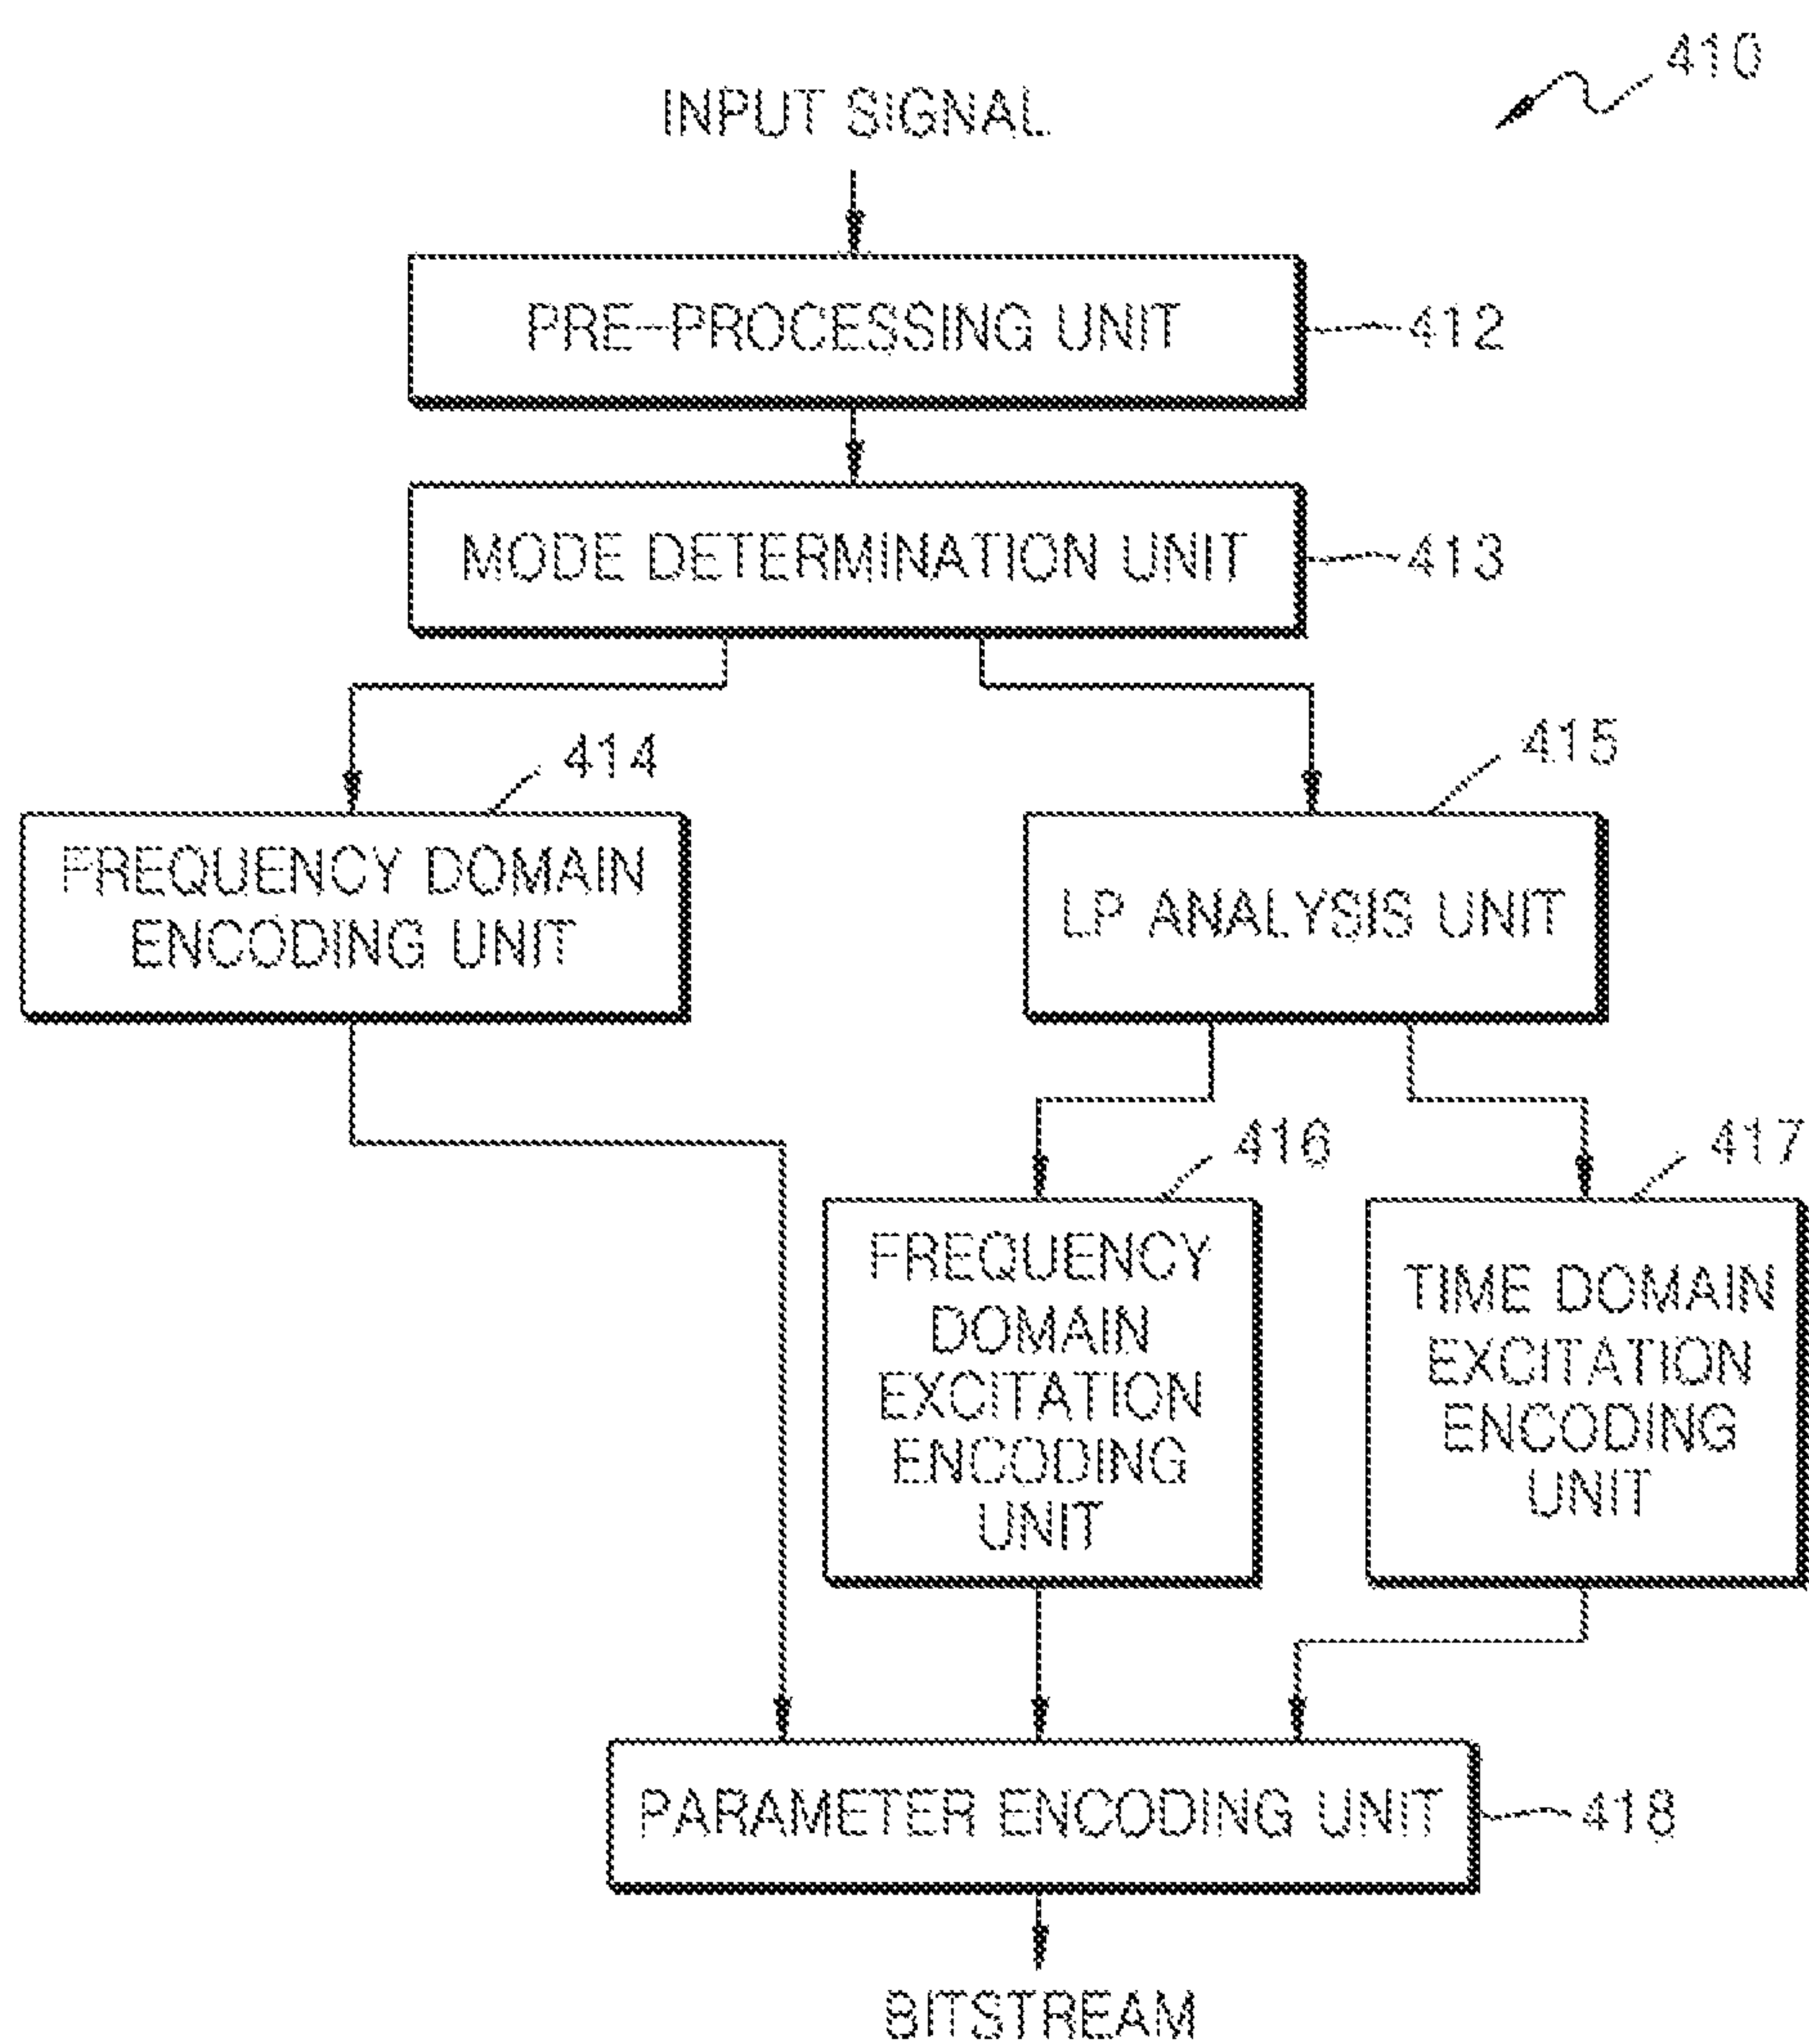 410
INPUT SIGNAL
PRE-PROCESSING UNIT
412
MODE DETERMINATION UNIT
413
414
415
FREQUENCY DOMAIN
ENCODING UNIT
LP ANALYSIS UNIT
416
417
FREQUENCY
DOMAIN
EXCITATION
ENCODING
UNIT
TIME DOMAIN
EXCITATION
ENCODING
UNIT
PARAMETER ENCODING UNIT
418
BITSTREAM